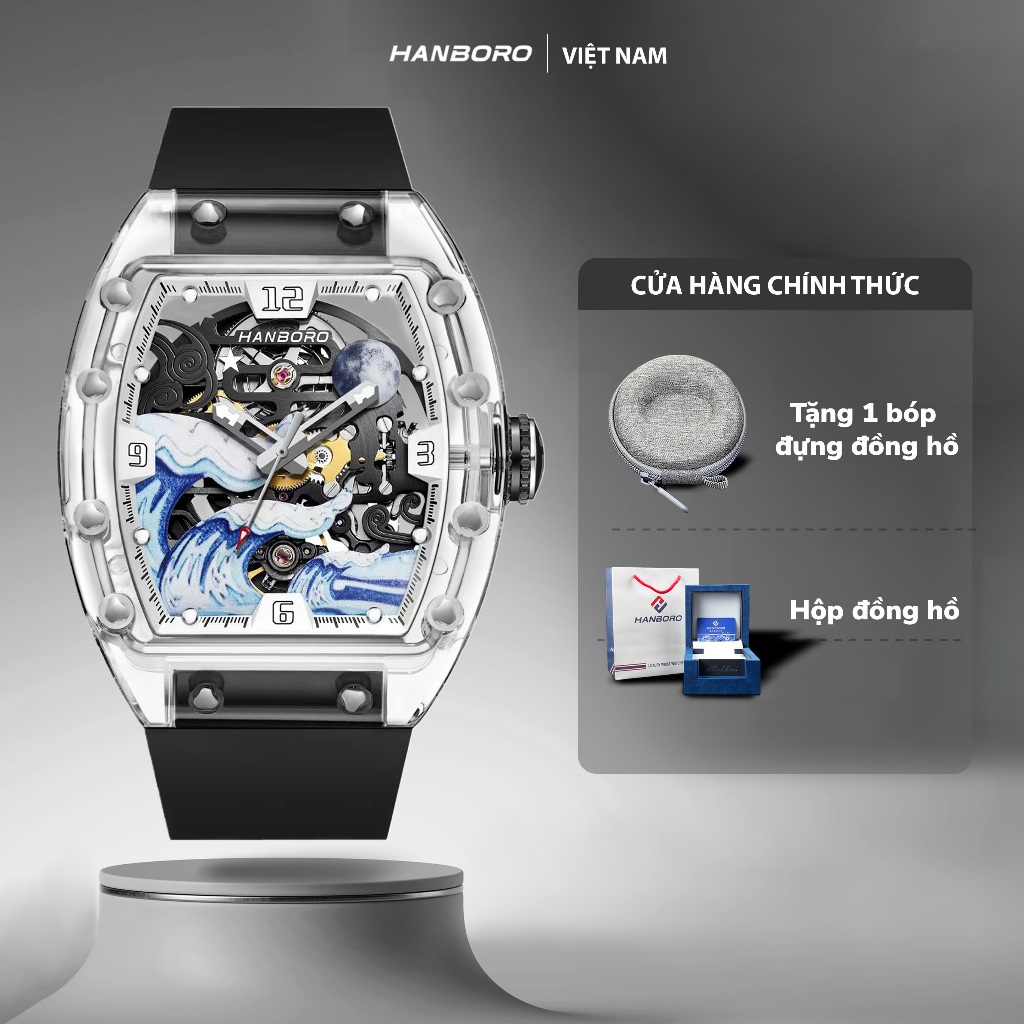 HANBORO
VIỆT NAM
12
HANBORO
9
3
6
CỬA HÀNG CHÍNH THỨC
Tặng 1 bóp
đựng đồng hồ
HANBORO
Hộp đồng hồ